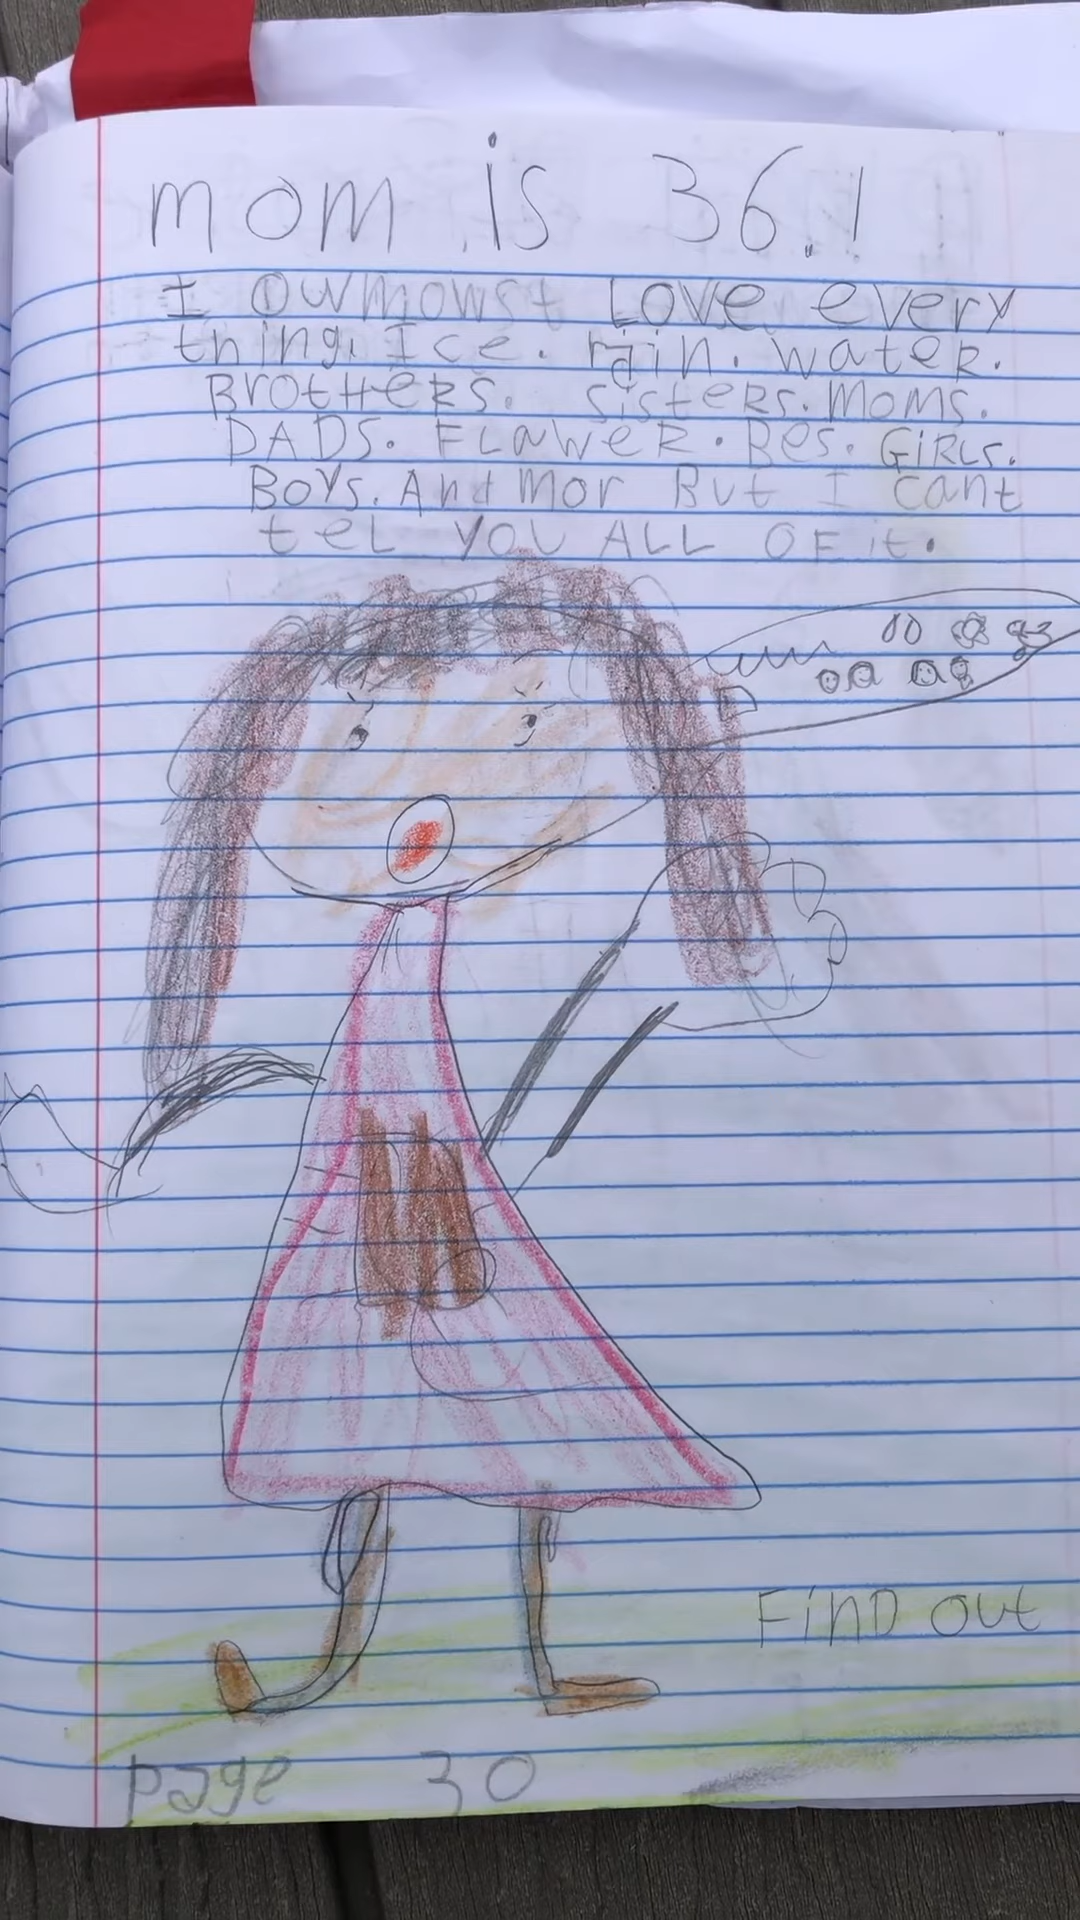 mom is 36!
I owmowst Love every
thing. Ice. rain. water.
BROTHERS. SISTERS. MOMS.
DADS. FLAWER. Bes. GiRLS.
BOYS. And Mor But I cant
tel YOU ALL OF it.
FinD Out
page 30